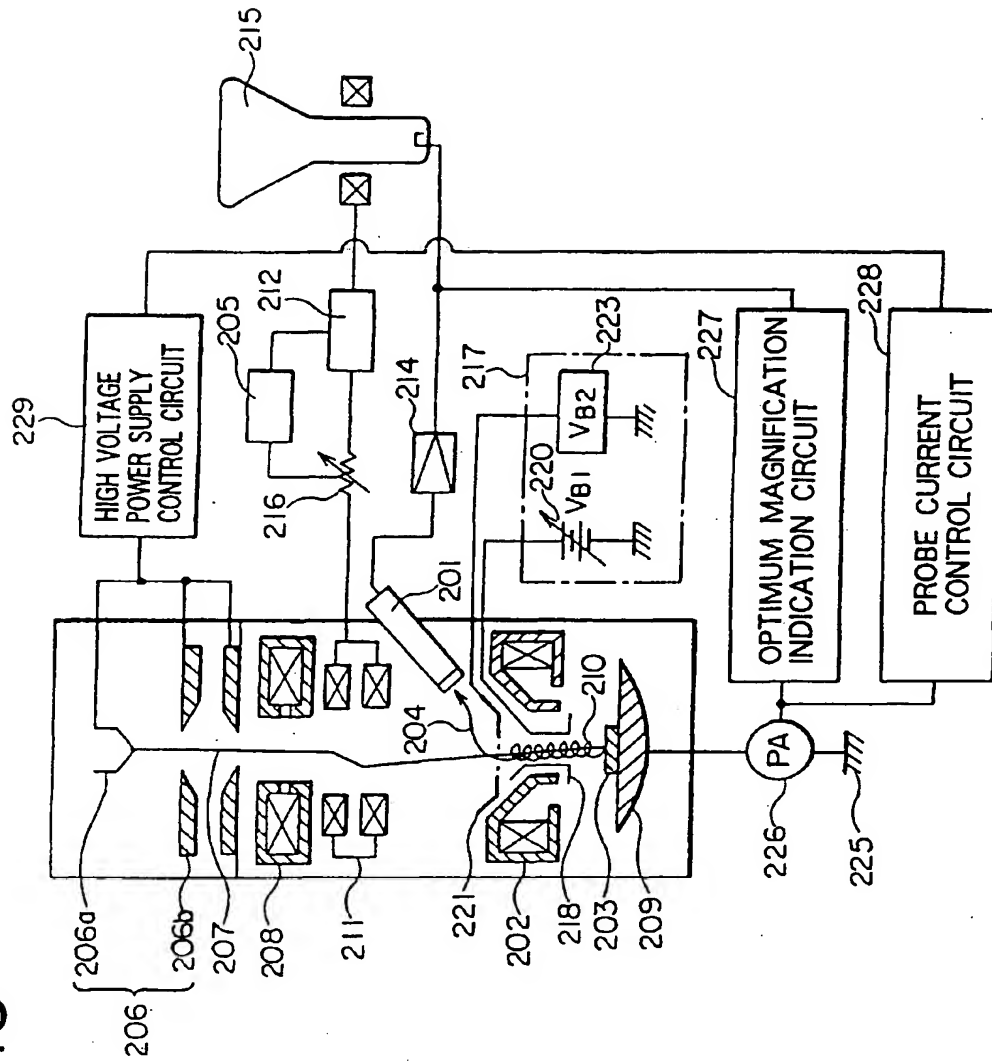 229
HIGH VOLTAGE
POWER SUPPLY
CONTROL CIRCUIT
215
205
212
216
214
217
223
VB2
220
VB1
201
204
210
206
206a
206b
207
208
211
221
202
218
203
209
227
OPTIMUM MAGNIFICATION
INDICATION CIRCUIT
228
PROBE CURRENT
CONTROL CIRCUIT
PA
226
225